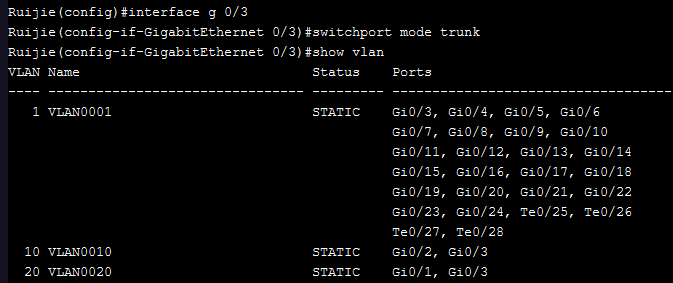 Ruijie(config)#interface g 0/3
Ruijie(config-if-GigabitEthernet 0/3)#switchport mode trunk
Ruijie(config-if-GigabitEthernet 0/3)#show vlan
VLAN Name                             Status    Ports
---- -------------------------------- --------- -----------------------------------
   1 VLAN0001                         STATIC    Gi0/3, Gi0/4, Gi0/5, Gi0/6
                                                Gi0/7, Gi0/8, Gi0/9, Gi0/10
                                                Gi0/11, Gi0/12, Gi0/13, Gi0/14
                                                Gi0/15, Gi0/16, Gi0/17, Gi0/18
                                                Gi0/19, Gi0/20, Gi0/21, Gi0/22
                                                Gi0/23, Gi0/24, Te0/25, Te0/26
                                                Te0/27, Te0/28
  10 VLAN0010                         STATIC    Gi0/2, Gi0/3
  20 VLAN0020                         STATIC    Gi0/1, Gi0/3